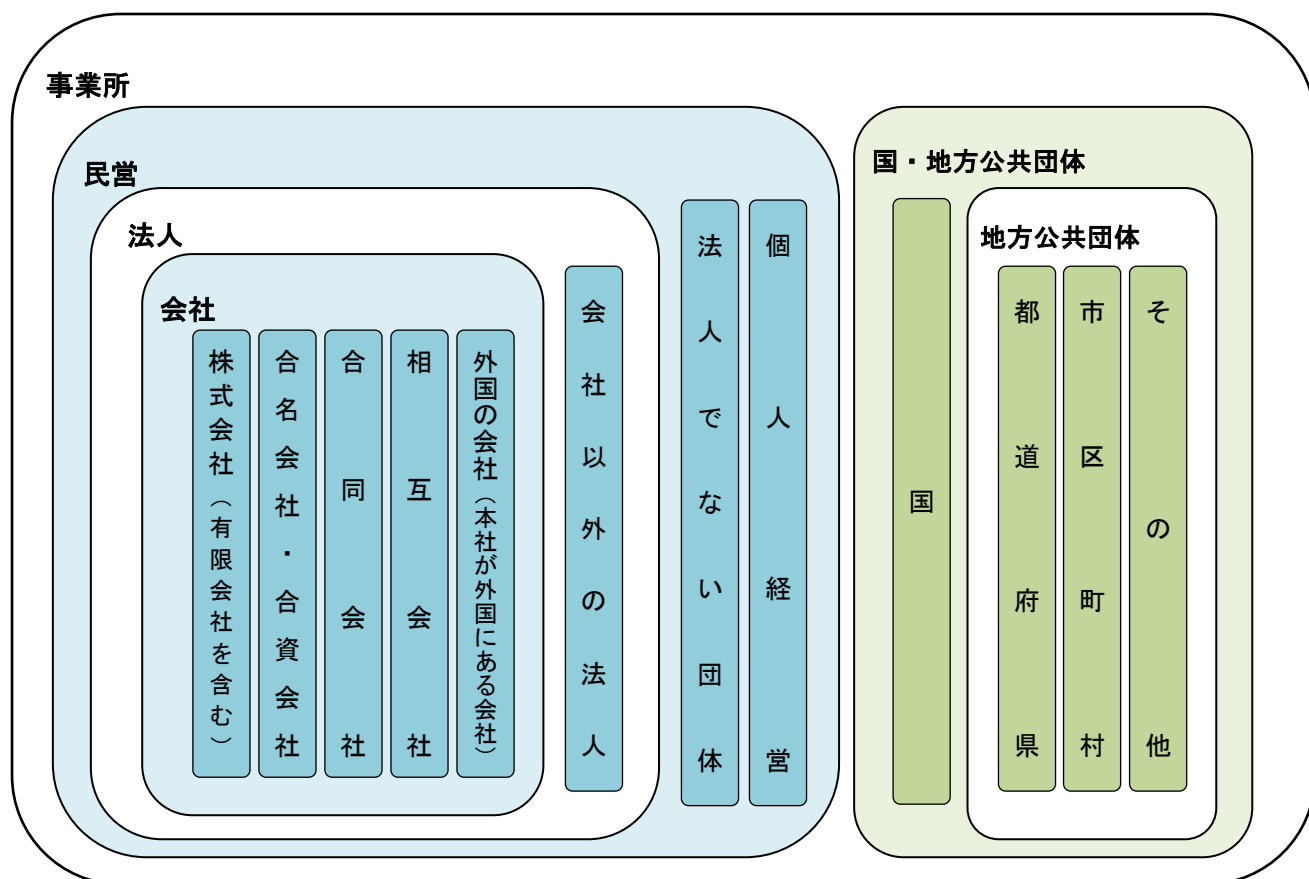 事業所
民営
法人
会社
株式会社（有限会社を含む）
合名会社・合資会社
合同会社
相互会社
外国の会社（本社が外国にある会社）
会社以外の法人
法人でない団体
個人経営
国・地方公共団体
国
地方公共団体
都道府県
市区町村
その他